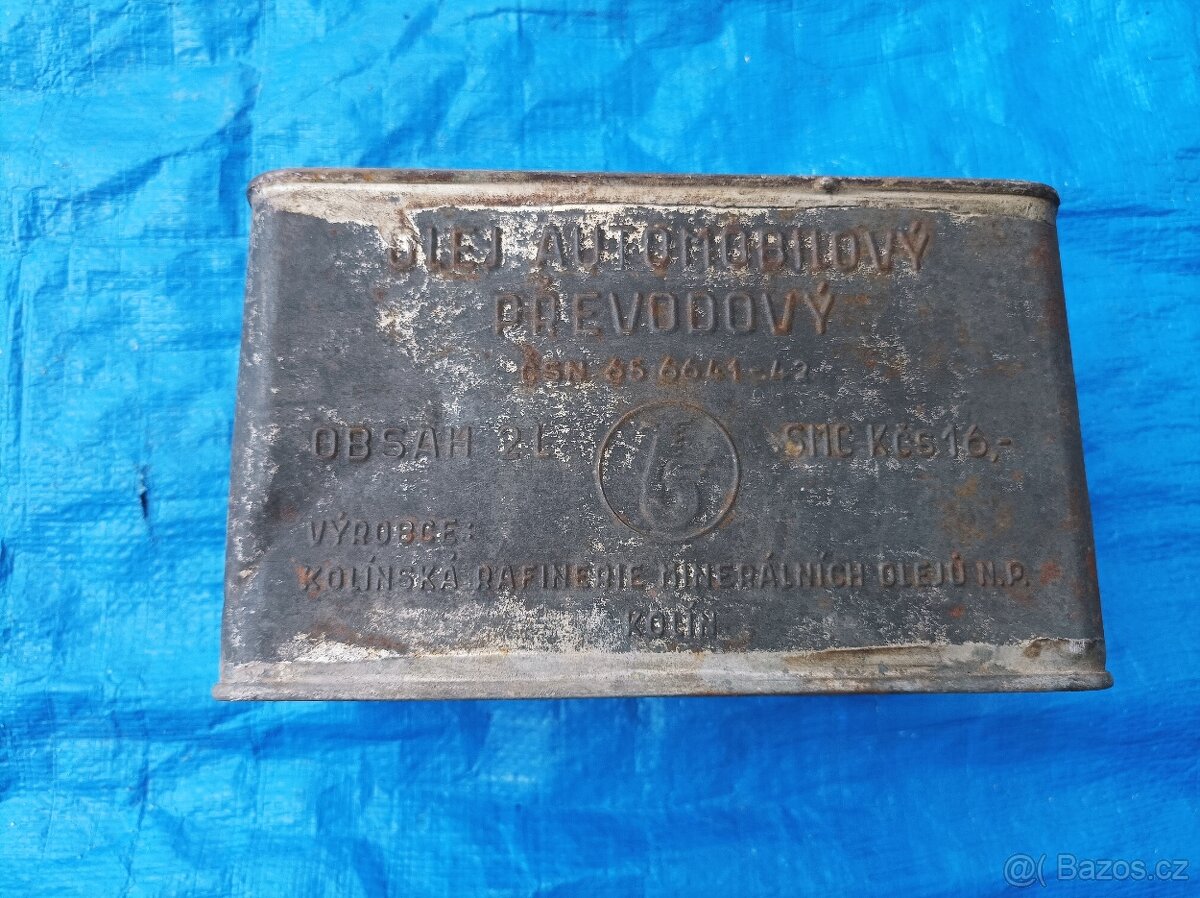 OLEJ AUTOMOBILOVÝ
PŘEVODOVÝ
ČSN 65 6641-42
OBSAH 2L
SMC Kčs 16,-
VÝROBCE:
KOLÍNSKÁ RAFINERIE MINERÁLNÍCH OLEJŮ N.P.
KOLÍN
@( Bazos.cz